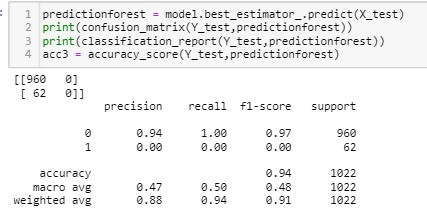 1 predictionforest = model.best_estimator_.predict(X_test)
2 print(confusion_matrix(Y_test,predictionforest))
3 print(classification_report(Y_test,predictionforest))
4 acc3 = accuracy_score(Y_test,predictionforest)
[[960 0]
[ 62 0]]
precision recall f1-score support
0 0.94 1.00 0.97 960
1 0.00 0.00 0.00 62
accuracy 0.94 1022
macro avg 0.47 0.50 0.48 1022
weighted avg 0.88 0.94 0.91 1022